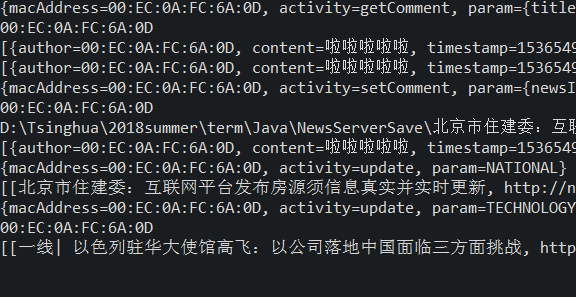 {macAddress=00:EC:0A:FC:6A:0D, activity=getComment, param={title
00:EC:0A:FC:6A:0D
[{author=00:EC:0A:FC:6A:0D, content=啦啦啦啦啦, timestamp=1536549
[{author=00:EC:0A:FC:6A:0D, content=啦啦啦啦啦, timestamp=1536549
{macAddress=00:EC:0A:FC:6A:0D, activity=setComment, param={newsI
00:EC:0A:FC:6A:0D
D:\Tsinghua\2018summer\term\Java\NewsServerSave\北京市住建委：互
[{author=00:EC:0A:FC:6A:0D, content=啦啦啦啦啦, timestamp=1536549
{macAddress=00:EC:0A:FC:6A:0D, activity=update, param=NATIONAL}
[[北京市住建委：互联网平台发布房源须信息真实并实时更新, http://n
{macAddress=00:EC:0A:FC:6A:0D, activity=update, param=TECHNOLOGY
00:EC:0A:FC:6A:0D
[[一线| 以色列驻华大使馆高飞：以公司落地中国面临三方面挑战, http